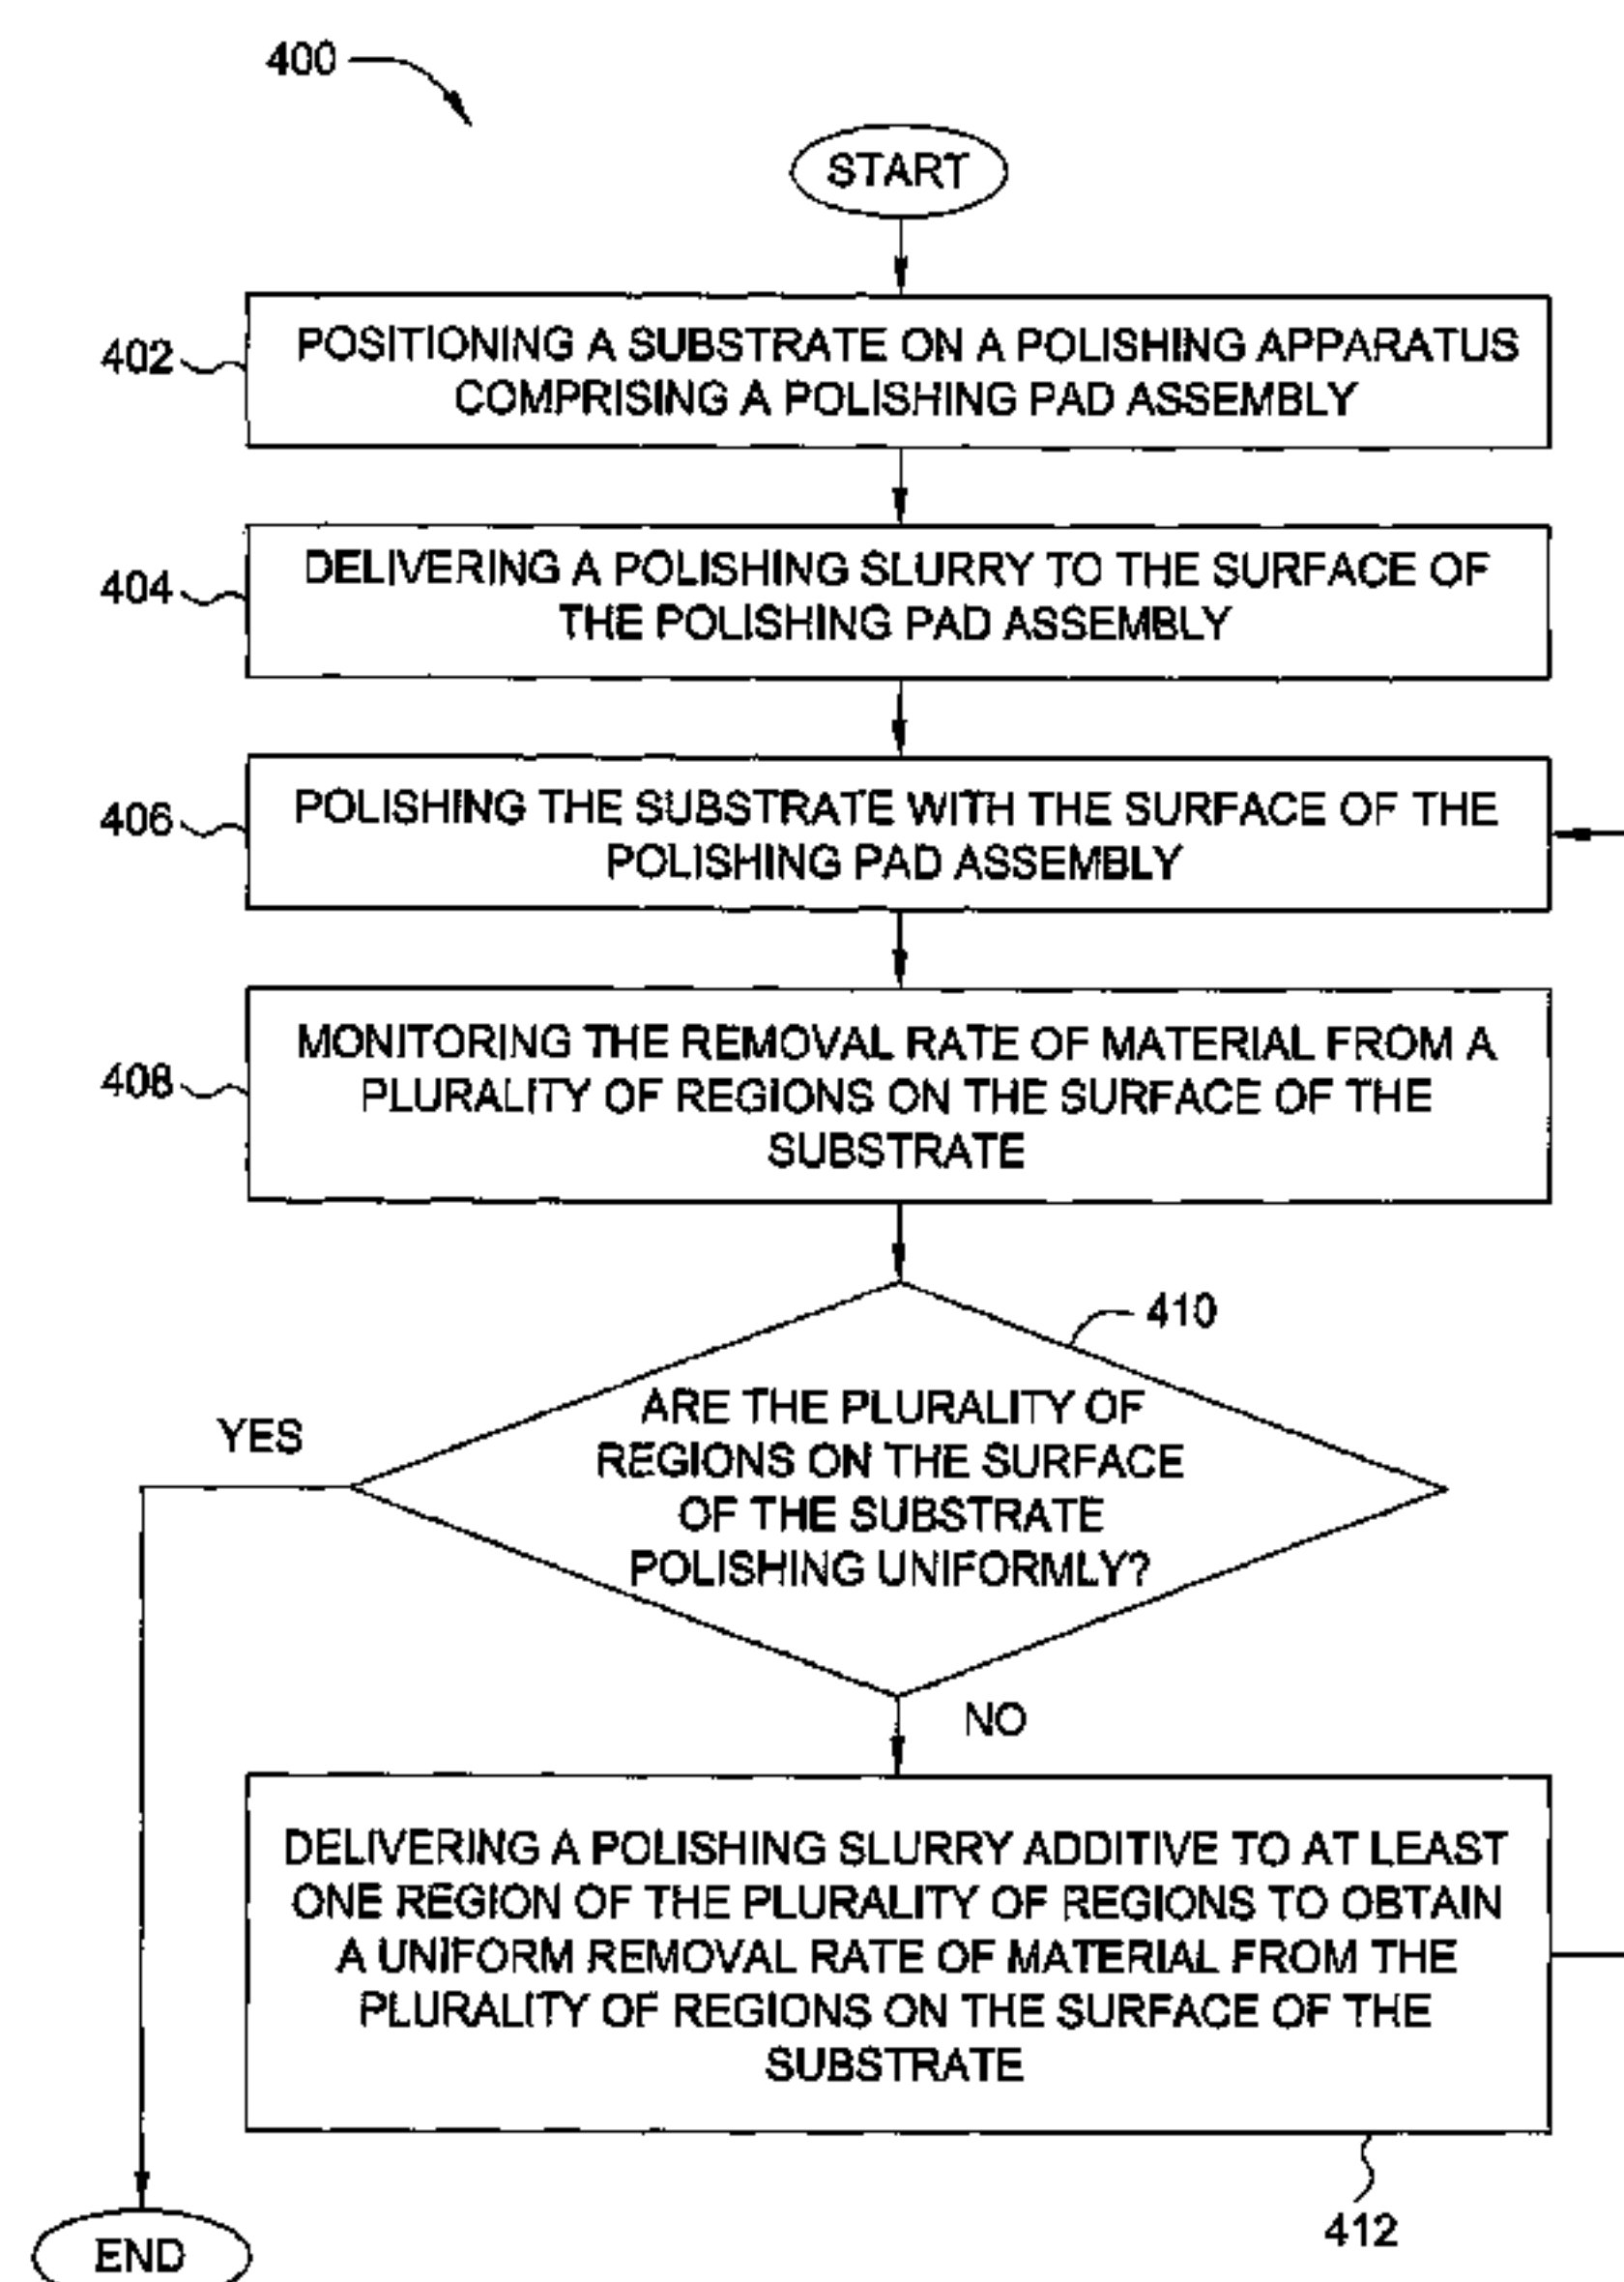 400
START
402
POSITIONING A SUBSTRATE ON A POLISHING APPARATUS
COMPRISING A POLISHING PAD ASSEMBLY
404
DELIVERING A POLISHING SLURRY TO THE SURFACE OF
THE POLISHING PAD ASSEMBLY
406
POLISHING THE SUBSTRATE WITH THE SURFACE OF THE
POLISHING PAD ASSEMBLY
408
MONITORING THE REMOVAL RATE OF MATERIAL FROM A
PLURALITY OF REGIONS ON THE SURFACE OF THE
SUBSTRATE
410
ARE THE PLURALITY OF
REGIONS ON THE SURFACE
OF THE SUBSTRATE
POLISHING UNIFORMLY?
YES
NO
DELIVERING A POLISHING SLURRY ADDITIVE TO AT LEAST
ONE REGION OF THE PLURALITY OF REGIONS TO OBTAIN
A UNIFORM REMOVAL RATE OF MATERIAL FROM THE
PLURALITY OF REGIONS ON THE SURFACE OF THE
SUBSTRATE
412
END